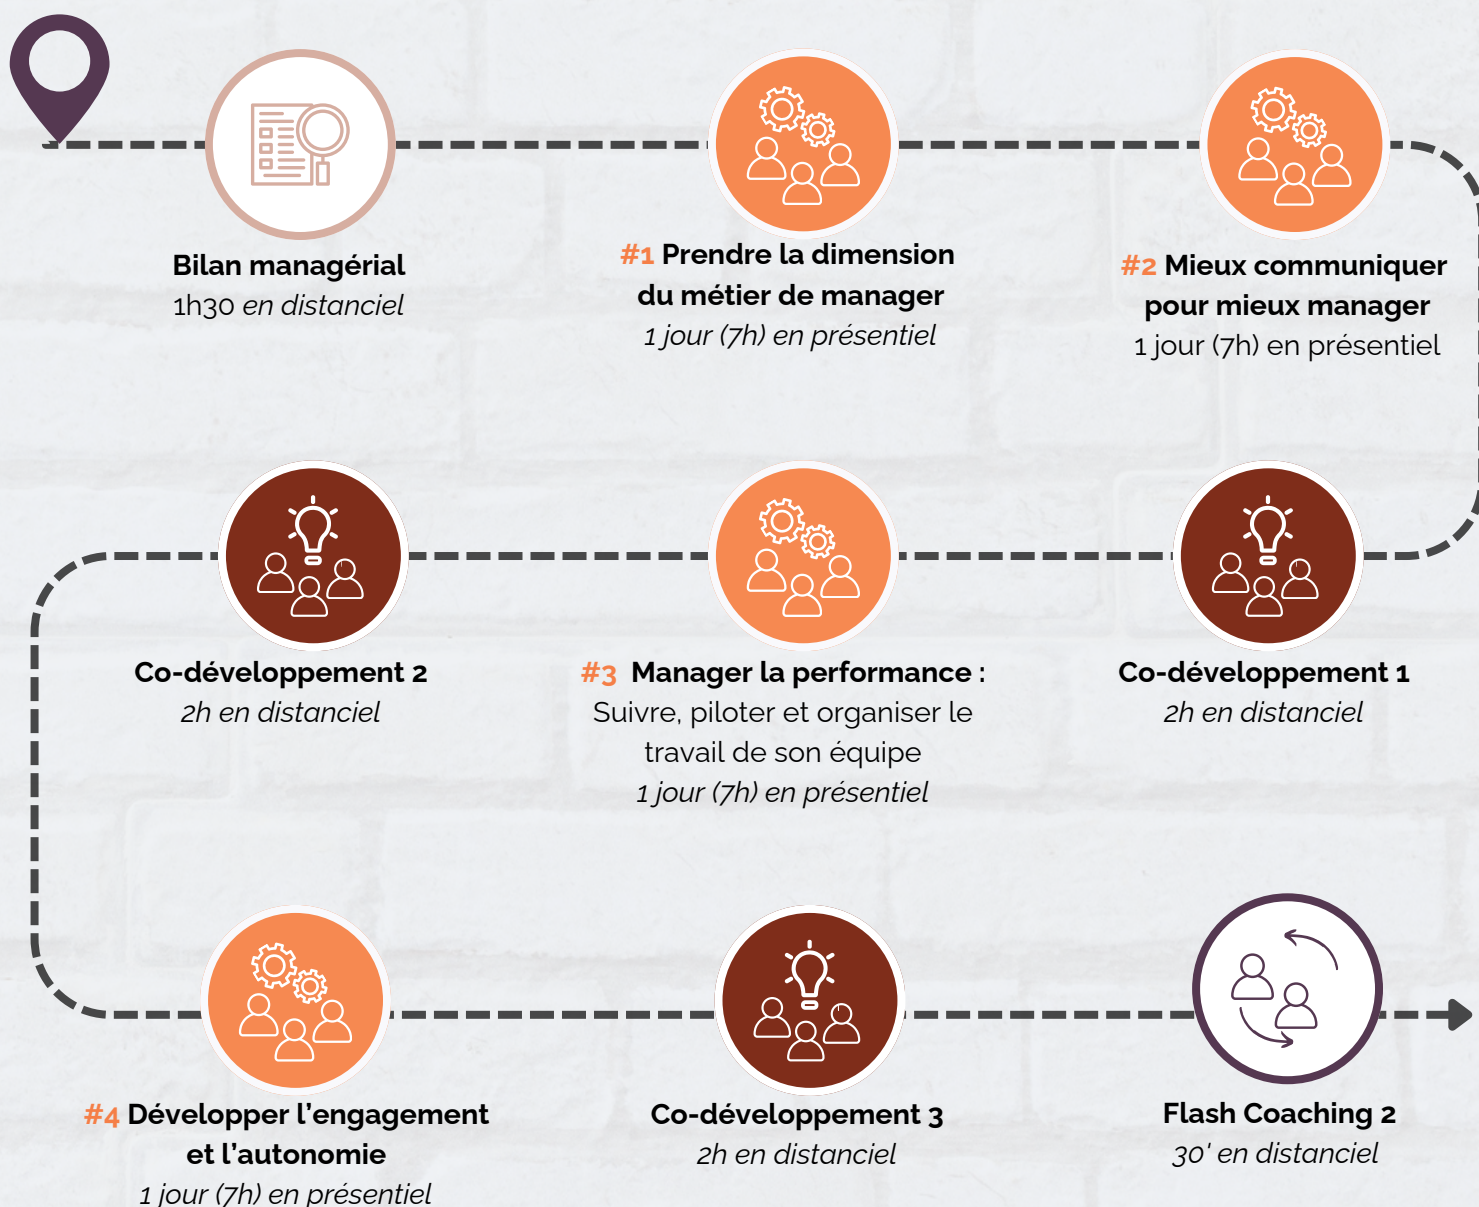 Bilan managérial
1h30 en distanciel
#1 Prendre la dimension
du métier de manager
1 jour (7h) en présentiel
#2 Mieux communiquer
pour mieux manager
1 jour (7h) en présentiel
Co-développement 2
2h en distanciel
#3 Manager la performance :
Suivre, piloter et organiser le
travail de son équipe
1 jour (7h) en présentiel
Co-développement 1
2h en distanciel
#4 Développer l'engagement
et l'autonomie
1 jour (7h) en présentiel
Co-développement 3
2h en distanciel
Flash Coaching 2
30' en distanciel